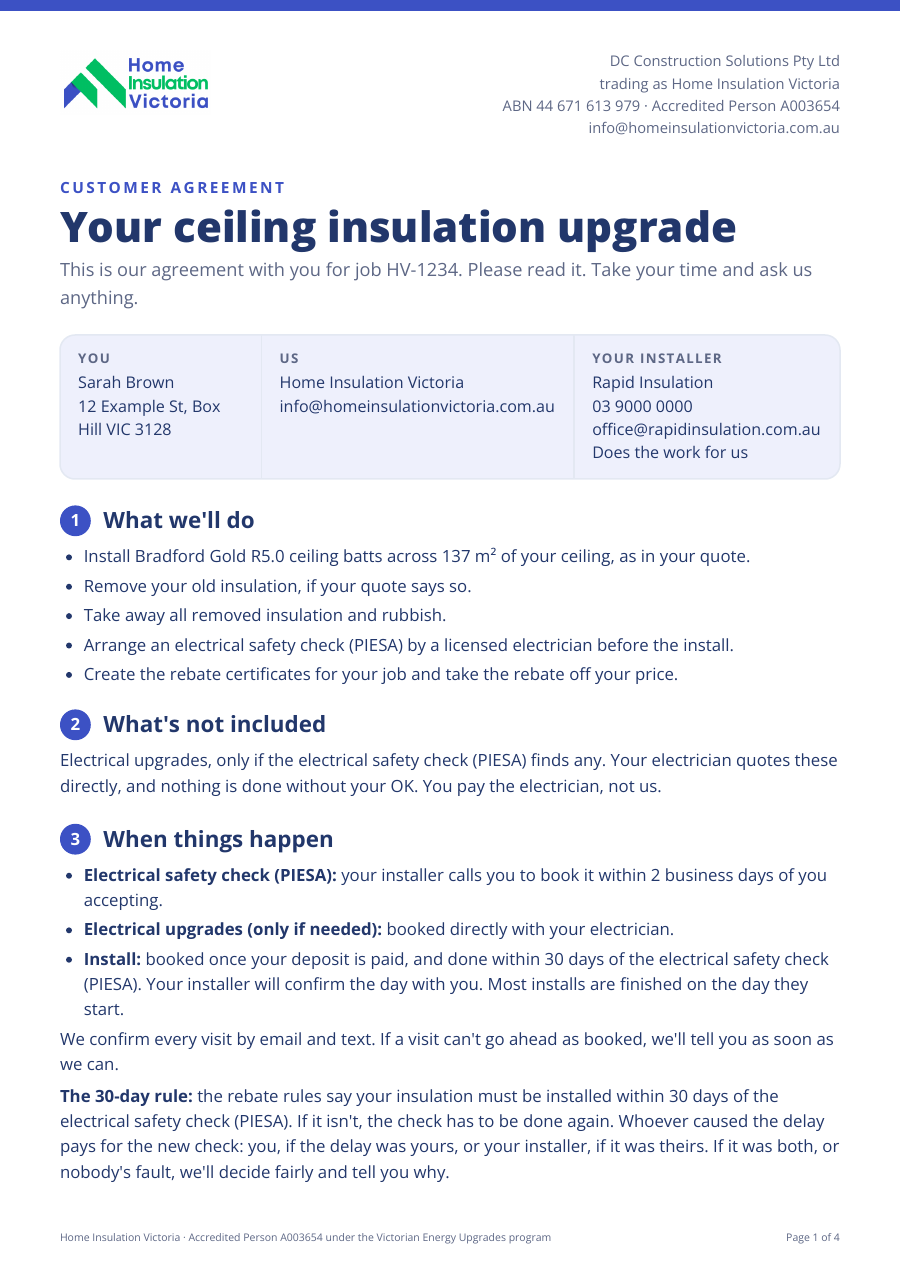 Home
Insulation
Victoria
DC Construction Solutions Pty Ltd
trading as Home Insulation Victoria
ABN 44 671 613 979 · Accredited Person A003654
info@homeinsulationvictoria.com.au
CUSTOMER AGREEMENT
Your ceiling insulation upgrade
This is our agreement with you for job HV-1234. Please read it. Take your time and ask us
anything.
YOU
Sarah Brown
12 Example St, Box
Hill VIC 3128
US
Home Insulation Victoria
info@homeinsulationvictoria.com.au
YOUR INSTALLER
Rapid Insulation
03 9000 0000
office@rapidinsulation.com.au
Does the work for us
1 What we'll do
• Install Bradford Gold R5.0 ceiling batts across 137 m² of your ceiling, as in your quote.
• Remove your old insulation, if your quote says so.
• Take away all removed insulation and rubbish.
• Arrange an electrical safety check (PIESA) by a licensed electrician before the install.
• Create the rebate certificates for your job and take the rebate off your price.
2 What's not included
Electrical upgrades, only if the electrical safety check (PIESA) finds any. Your electrician quotes these
directly, and nothing is done without your OK. You pay the electrician, not us.
3 When things happen
• Electrical safety check (PIESA): your installer calls you to book it within 2 business days of you
accepting.
• Electrical upgrades (only if needed): booked directly with your electrician.
• Install: booked once your deposit is paid, and done within 30 days of the electrical safety check
(PIESA). Your installer will confirm the day with you. Most installs are finished on the day they
start.
We confirm every visit by email and text. If a visit can't go ahead as booked, we'll tell you as soon as
we can.
The 30-day rule: the rebate rules say your insulation must be installed within 30 days of the
electrical safety check (PIESA). If it isn't, the check has to be done again. Whoever caused the delay
pays for the new check: you, if the delay was yours, or your installer, if it was theirs. If it was both, or
nobody's fault, we'll decide fairly and tell you why.
Home Insulation Victoria · Accredited Person A003654 under the Victorian Energy Upgrades program
Page 1 of 4